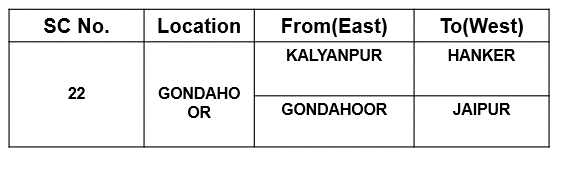 SC No. Location From(East) To(West)
KALYANPUR HANKER
22 GONDAHO
OR
GONDAHOOR JAIPUR